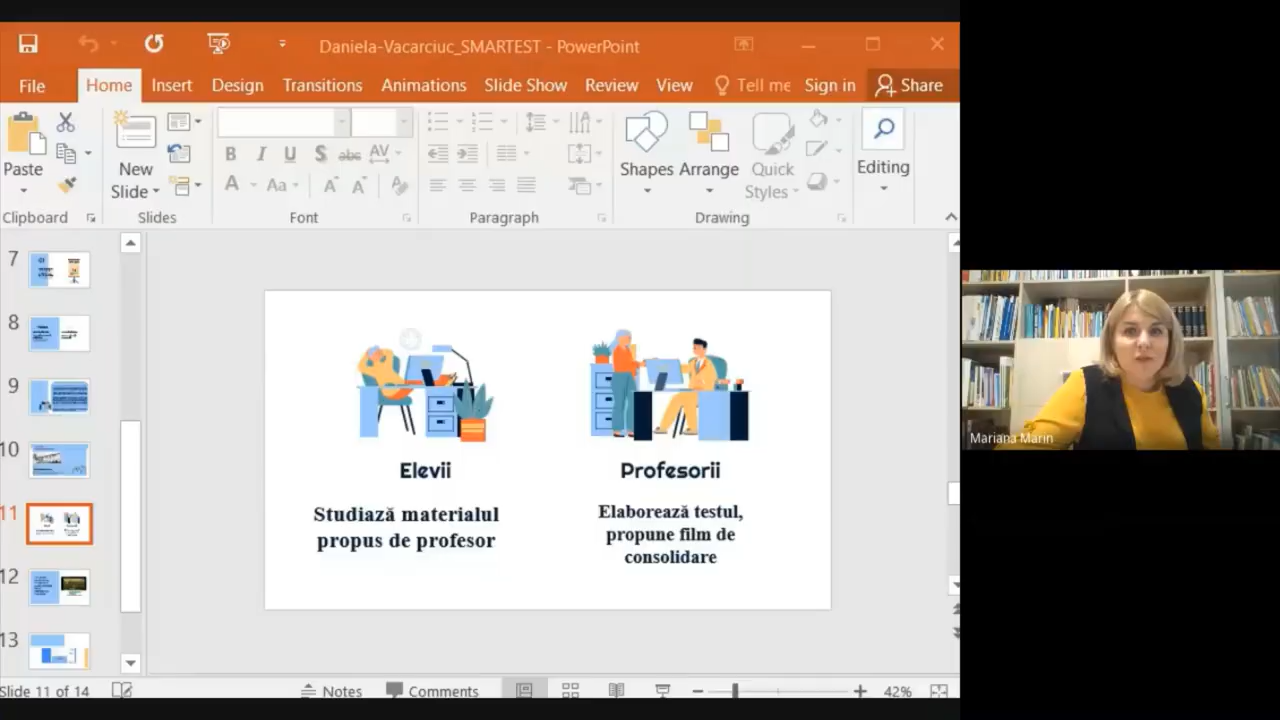 Daniela-Vacarciuc_SMARTEST - PowerPoint
File Home Insert Design Transitions Animations Slide Show Review View Tell me Sign in Share
Paste
New Slide
B I U S abc AV
A Aa A A
Shapes Arrange Quick Styles
Editing
Clipboard Slides Font Paragraph Drawing
7
8
9
10
11
12
13
Elevii
Studiază materialul
propus de profesor
Profesorii
Elaborează testul,
propune film de
consolidare
Mariana Marin
Slide 11 of 14 Notes Comments 42%